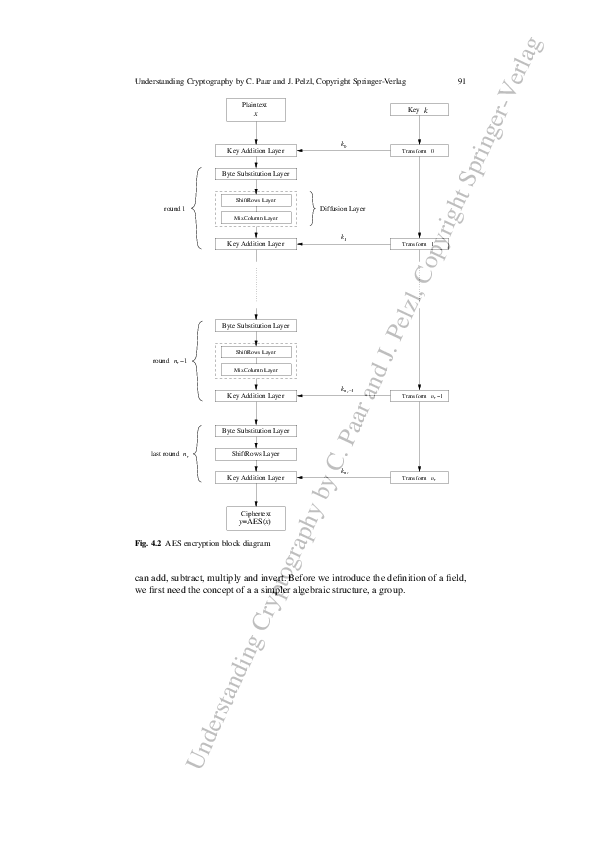 Understanding Cryptography by C. Paar and J. Pelzl, Copyright Springer-Verlag 91
Plaintext
x
Key k
Key Addition Layer
k0
Transform 0
Byte Substitution Layer
round 1
ShiftRows Layer
MixColumn Layer
Diffusion Layer
Key Addition Layer
k1
Transform 1
Byte Substitution Layer
round nr−1
ShiftRows Layer
MixColumn Layer
Key Addition Layer
knr−1
Transform nr−1
Byte Substitution Layer
last round nr
ShiftRows Layer
Key Addition Layer
knr
Transform nr
Ciphertext
y=AES(x)
Fig. 4.2 AES encryption block diagram
can add, subtract, multiply and invert. Before we introduce the definition of a field,
we first need the concept of a a simpler algebraic structure, a group.
Understanding Cryptography by C. Paar and J. Pelzl, Copyright Springer-Verlag